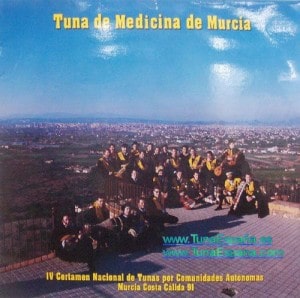 Tuna de Medicina de Murcia
www.TunaEspaña.es
www.TunaEspana.com
IV Certamen Nacional de Tunas por Comunidades Autónomas
Murcia Costa Cálida 91